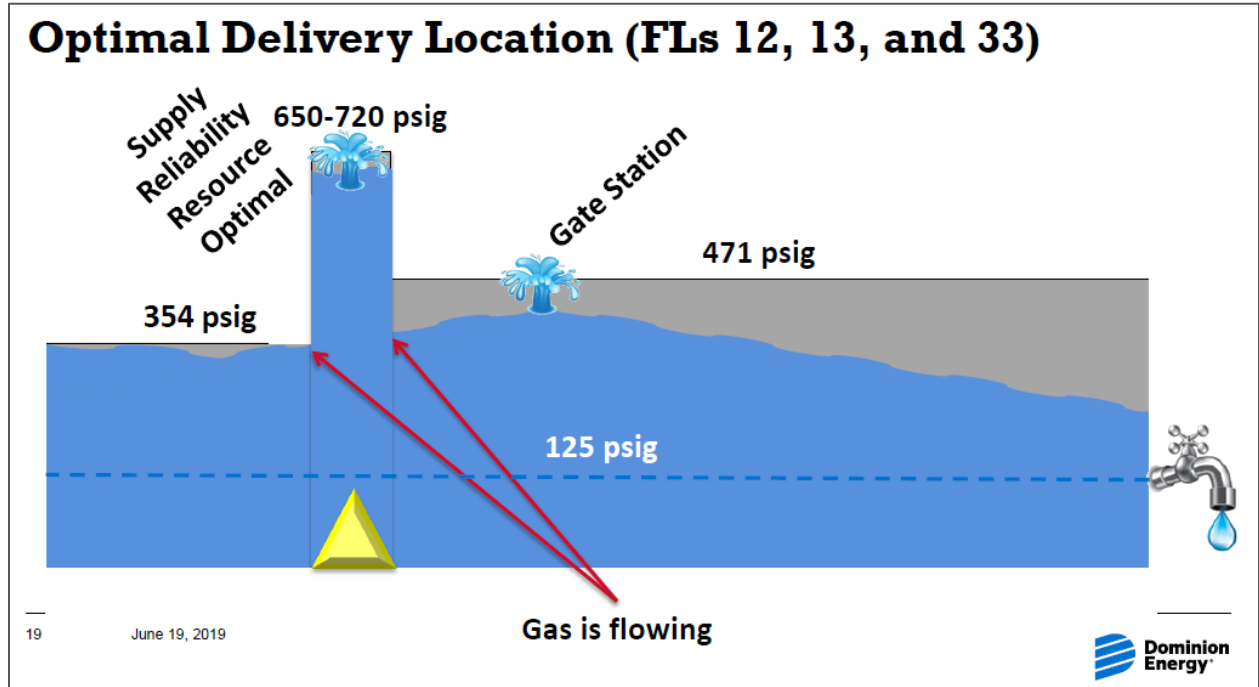 Optimal Delivery Location (FLs 12, 13, and 33)
Supply
Reliability
Resource
Optimal
650-720 psig
Gate Station
471 psig
354 psig
125 psig
Gas is flowing
19 June 19, 2019
Dominion
Energy®